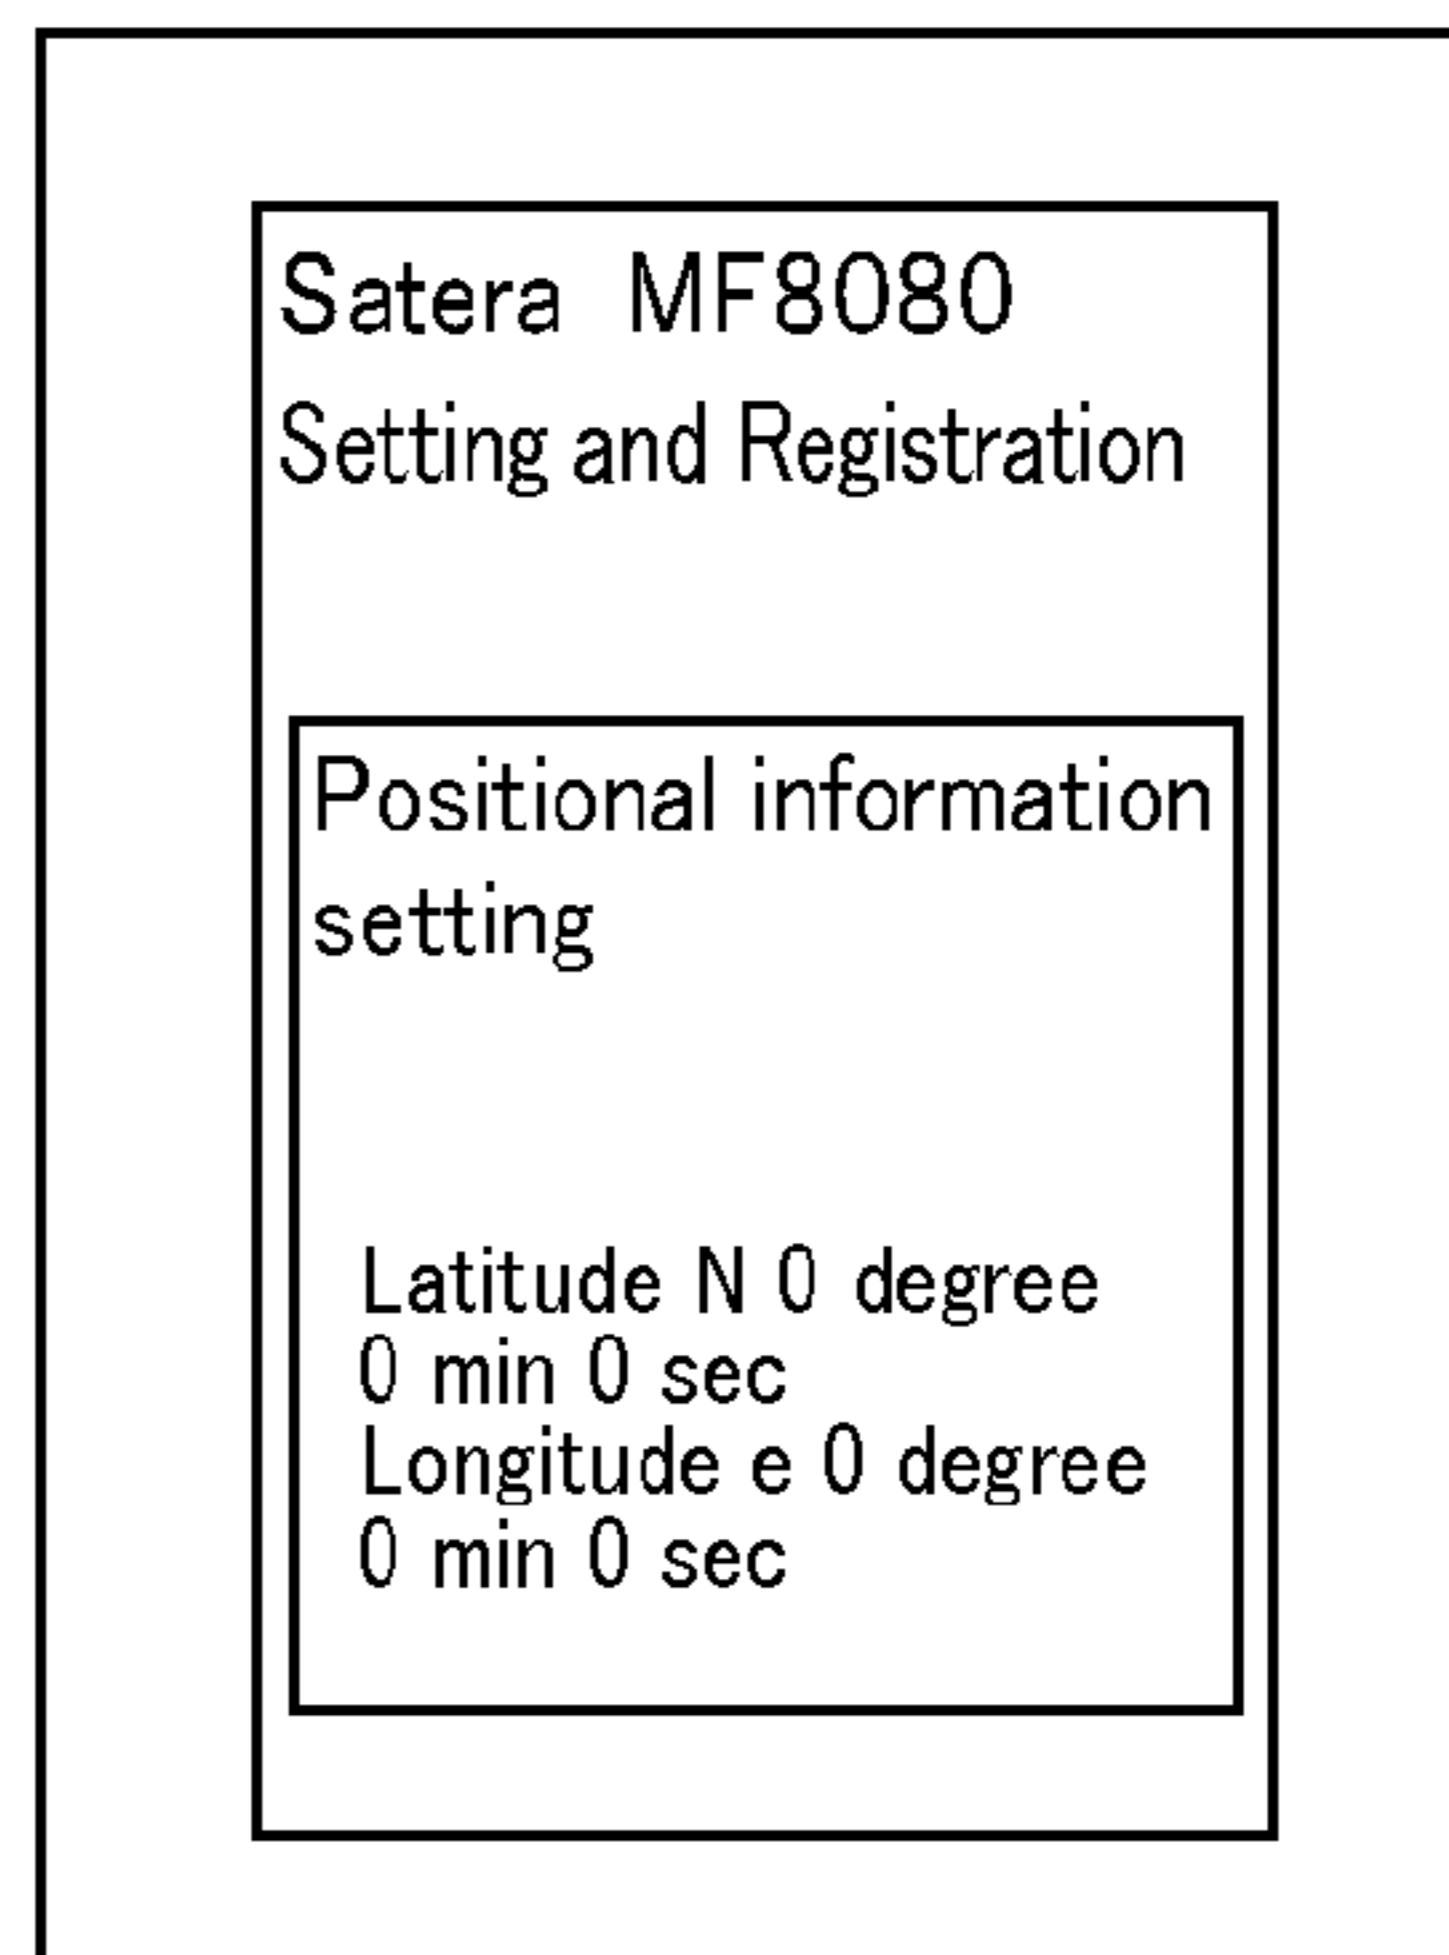 Satera MF8080
Setting and Registration
Positional information
setting
Latitude N 0 degree
0 min 0 sec
Longitude e 0 degree
0 min 0 sec